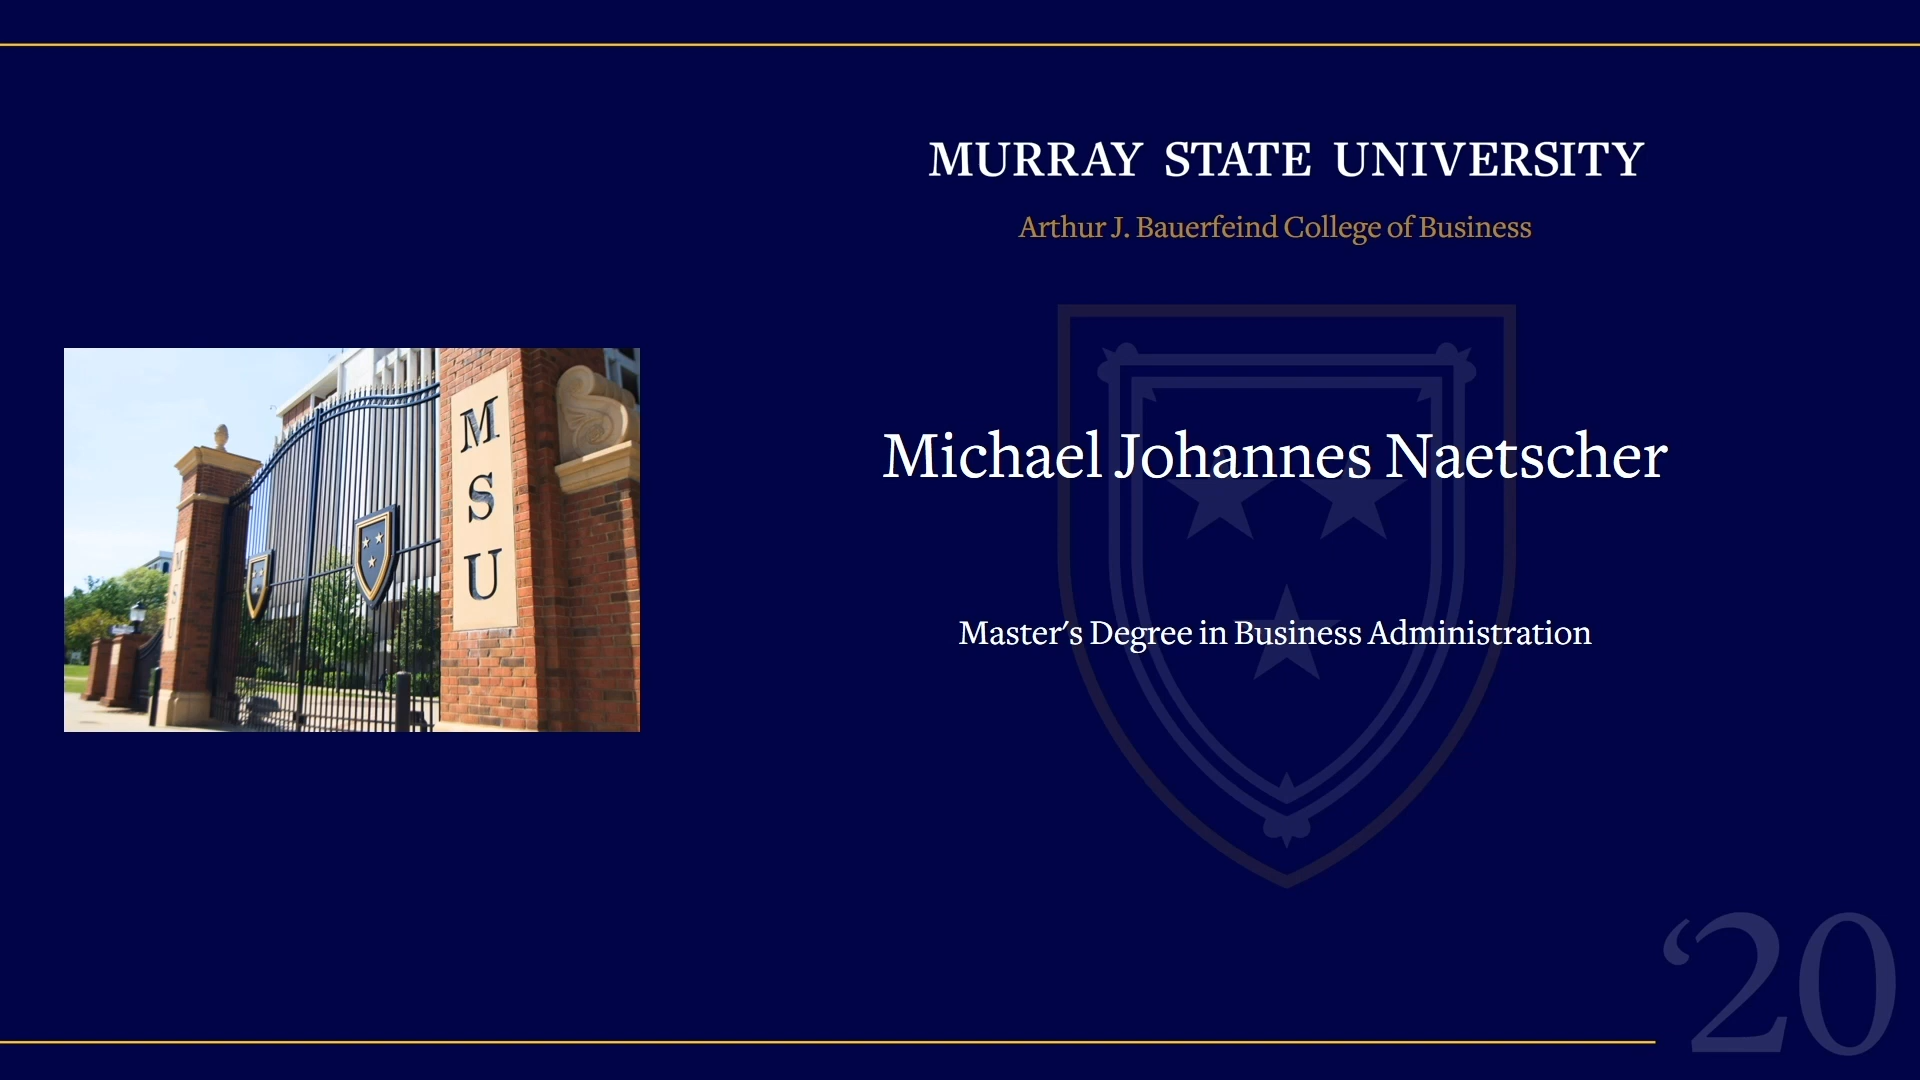 MURRAY STATE UNIVERSITY
Arthur J. Bauerfeind College of Business
M
S
U
Michael Johannes Naetscher
Master's Degree in Business Administration
‘20